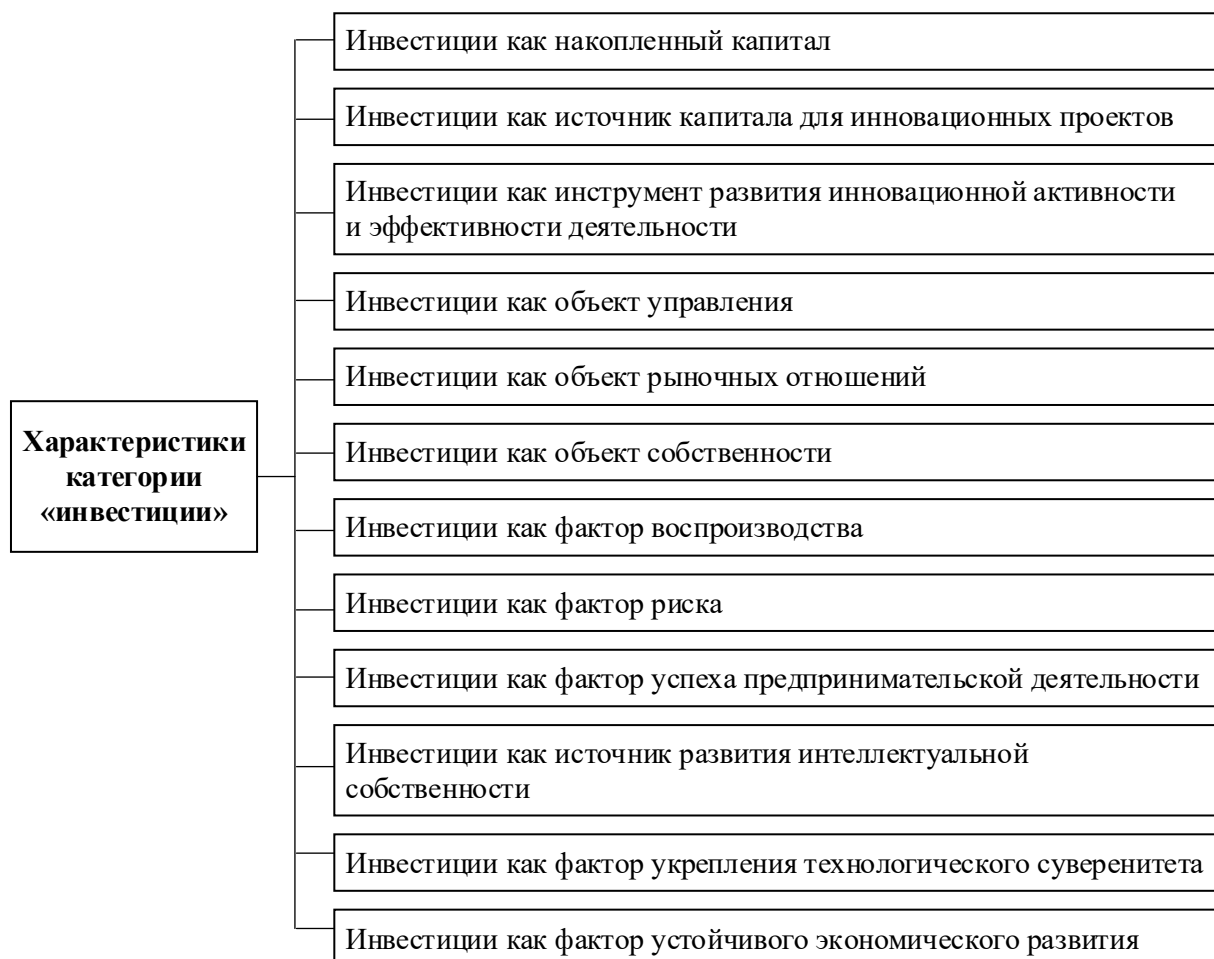 Инвестиции как накопленный капитал
Инвестиции как источник капитала для инновационных проектов
Инвестиции как инструмент развития инновационной активности
и эффективности деятельности
Инвестиции как объект управления
Инвестиции как объект рыночных отношений
Характеристики
категории
«инвестиции»
Инвестиции как объект собственности
Инвестиции как фактор воспроизводства
Инвестиции как фактор риска
Инвестиции как фактор успеха предпринимательской деятельности
Инвестиции как источник развития интеллектуальной
собственности
Инвестиции как фактор укрепления технологического суверенитета
Инвестиции как фактор устойчивого экономического развития